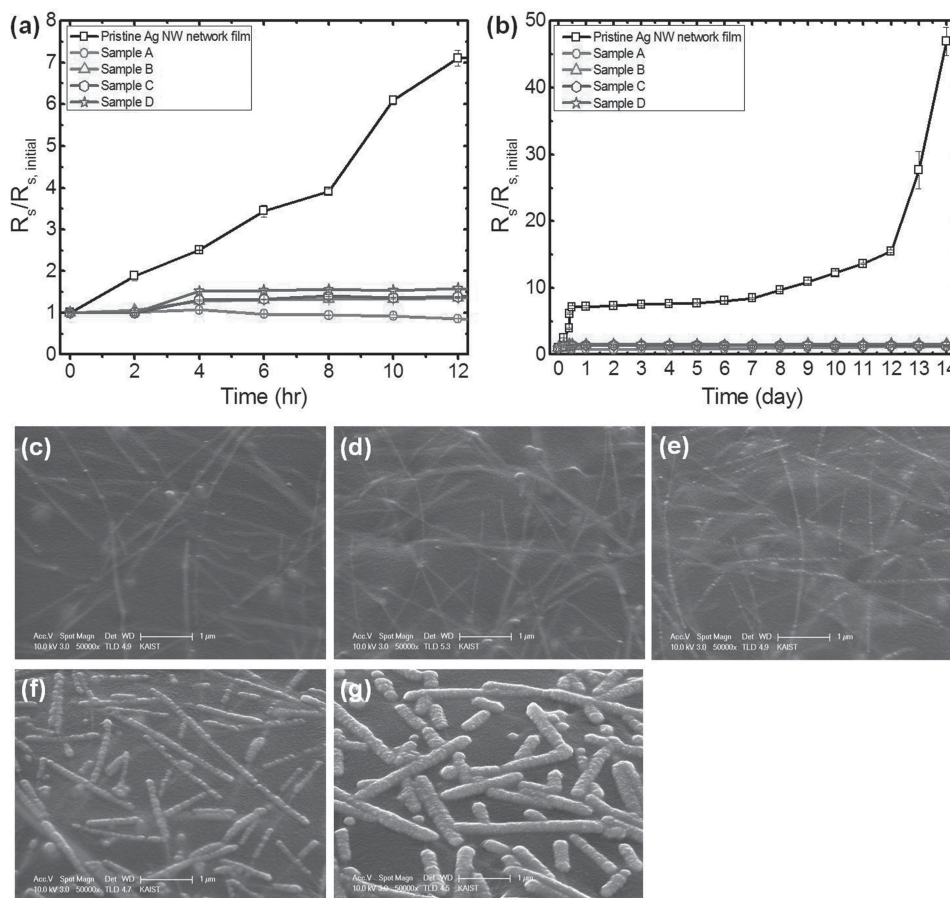 (a)
Pristine Ag NW network film
Sample A
Sample B
Sample C
Sample D
8
7
6
5
4
3
2
1
0
Rs/Rs, initial
0 2 4 6 8 10 12
Time (hr)
(b)
Pristine Ag NW network film
Sample A
Sample B
Sample C
Sample D
50
40
30
20
10
0
Rs/Rs, initial
0 1 2 3 4 5 6 7 8 9 10 11 12 13 14
Time (day)
(c)
Acc.V Spot Magn Det WD 1 µm
10.0 kV 3.0 50000x TLD 4.9 KAIST
(d)
Acc.V Spot Magn Det WD 1 µm
10.0 kV 3.0 50000x TLD 5.3 KAIST
(e)
Acc.V Spot Magn Det WD 1 µm
10.0 kV 3.0 50000x TLD 4.9 KAIST
(f)
Acc.V Spot Magn Det WD 1 µm
10.0 kV 3.0 50000x TLD 4.7 KAIST
(g)
Acc.V Spot Magn Det WD 1 µm
10.0 kV 3.0 50000x TLD 4.5 KAIST